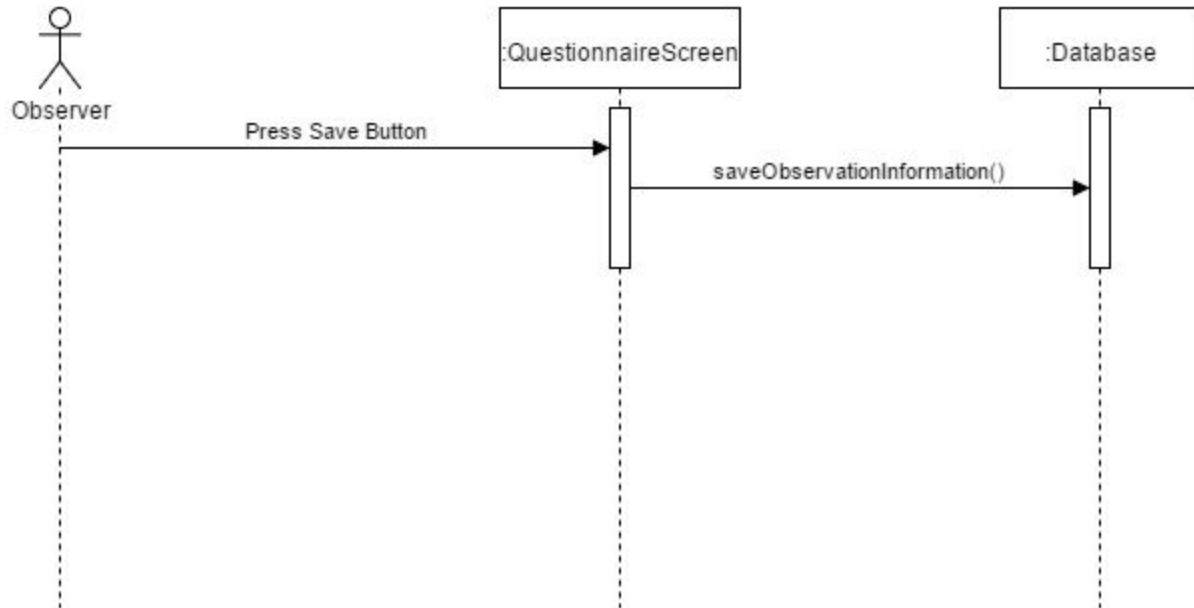 :QuestionnaireScreen
:Database
Observer
Press Save Button
saveObservationInformation()